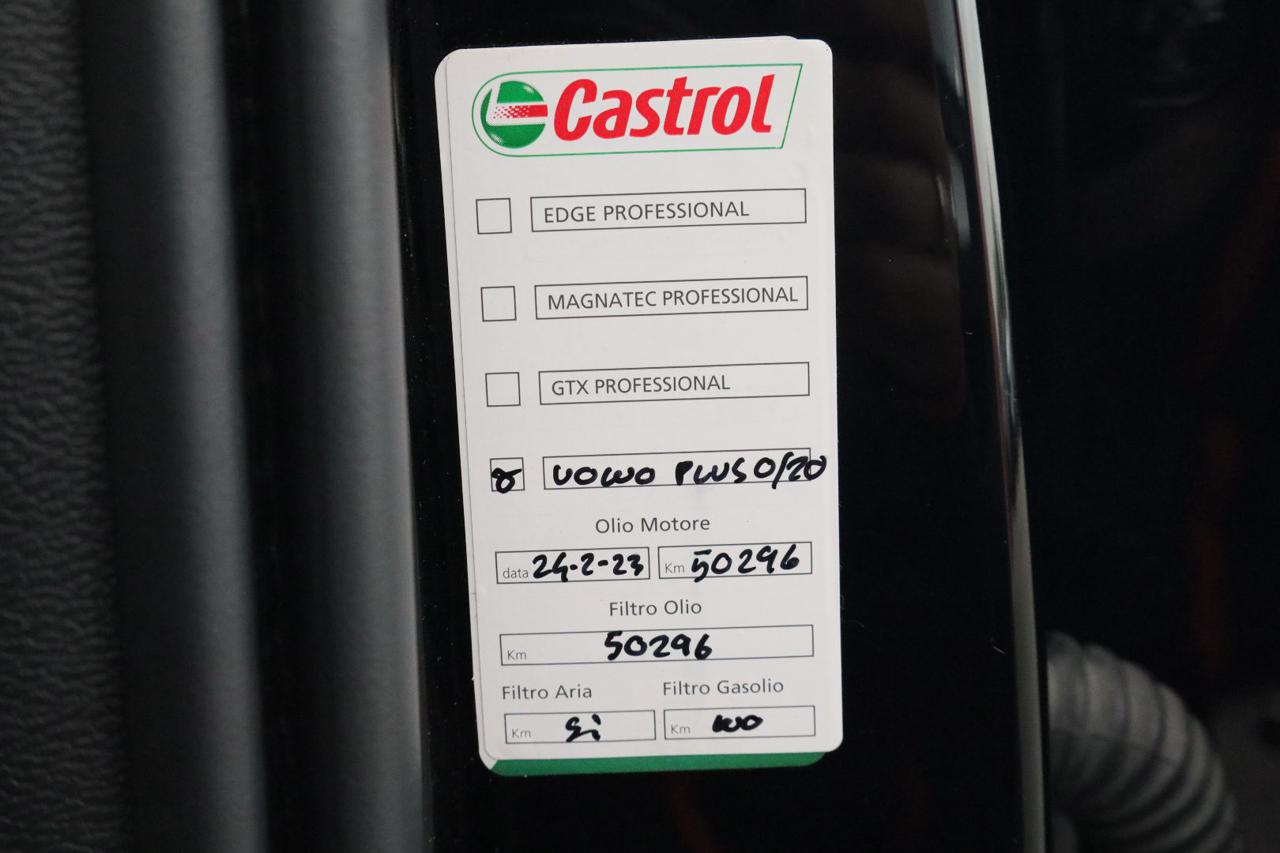 Castrol
EDGE PROFESSIONAL
MAGNATEC PROFESSIONAL
GTX PROFESSIONAL
VOLVO PLUS 0/20
Olio Motore
data 24-2-23 Km 50296
Filtro Olio
Km 50296
Filtro Aria Filtro Gasolio
Km si Km no